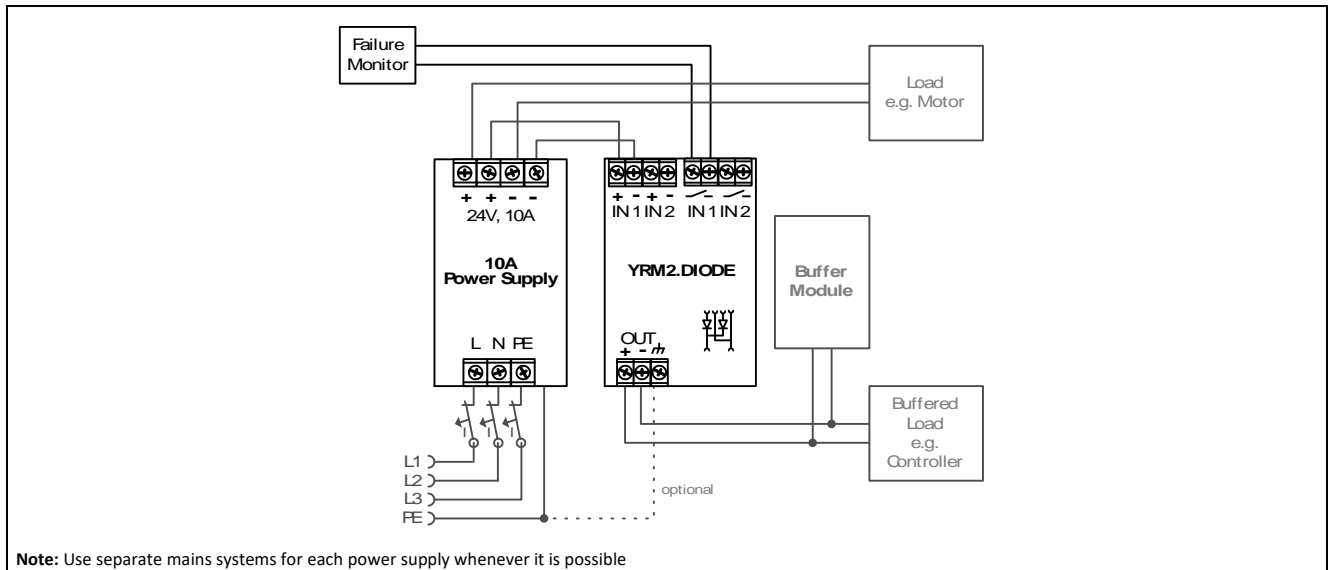 Failure
Monitor
Load
e.g. Motor
+ + - -
24V, 10A
10A
Power Supply
L N PE
+ - + -
IN 1 IN 2 IN 1 IN 2
YRM2.DIODE
OUT
+ -
Buffer
Module
Buffered
Load
e.g.
Controller
L1
L2
L3
PE
optional
Note: Use separate mains systems for each power supply whenever it is possible